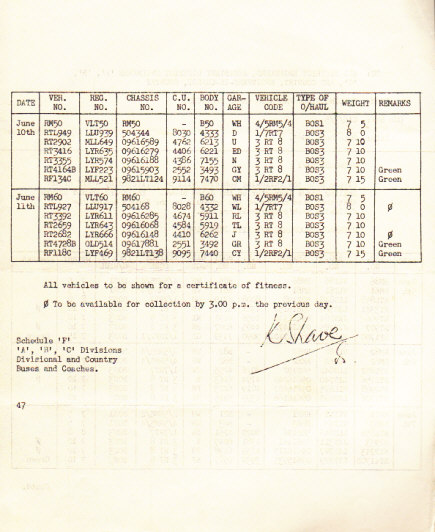 DATE VER. NO. REG. NO. CHASSIS NO. C.U. NO. BODY NO. GAR- AGE VEHICLE CODE TYPE OF O/HAUL WEIGHT REMARKS
June 10th
RM50 VLT50 RM50 - B50 WH 4/5RM5/4 BOS1 7 5
RTL949 LLU939 504344 8030 4333 D 1/7RT7 BOS3 8 0
RT2902 MLL649 09616589 4762 6213 U 3 RT 8 BOS3 7 10
RT3416 LYR635 09616279 4406 6221 ED 3 RT 8 BOS3 7 10
RT3355 LYR574 09616188 4386 7155 N 3 RT 8 BOS3 7 10
RT4164B LYF223 09615903 2552 3493 GY 3 RT 8 BOS3 7 10 Green
RF134C MLL521 9821LT124 9114 7470 CM 1/2RF2/1 BOS3 7 15 Green
June 11th
RM60 VLT60 RM60 - B60 WH 4/5RM5/4 BOS1 7 5
RTL927 LLU917 504168 8028 4332 WL 1/7RT7 BOS3 8 0 Ø
RT3392 LYR611 09616285 4674 5911 RL 3 RT 8 BOS3 7 10
RT2659 LYR643 09616068 4584 5919 TL 3 RT 8 BOS3 7 10
RT2682 LYR666 09616148 4410 6262 J 3 RT 8 BOS3 7 10 Ø
RT4728B OLD514 09617881 2551 3492 GR 3 RT 8 BOS3 7 10 Green
RF118C LYF469 9821LT138 9095 7440 CY 1/2RF2/1 BOS3 7 15 Green
All vehicles to be shown for a certificate of fitness.
Ø To be available for collection by 3.00 p.m. the previous day.
K Shave
Schedule 'F'
'A', 'B', 'C' Divisions
Divisional and Country
Buses and Coaches.
47